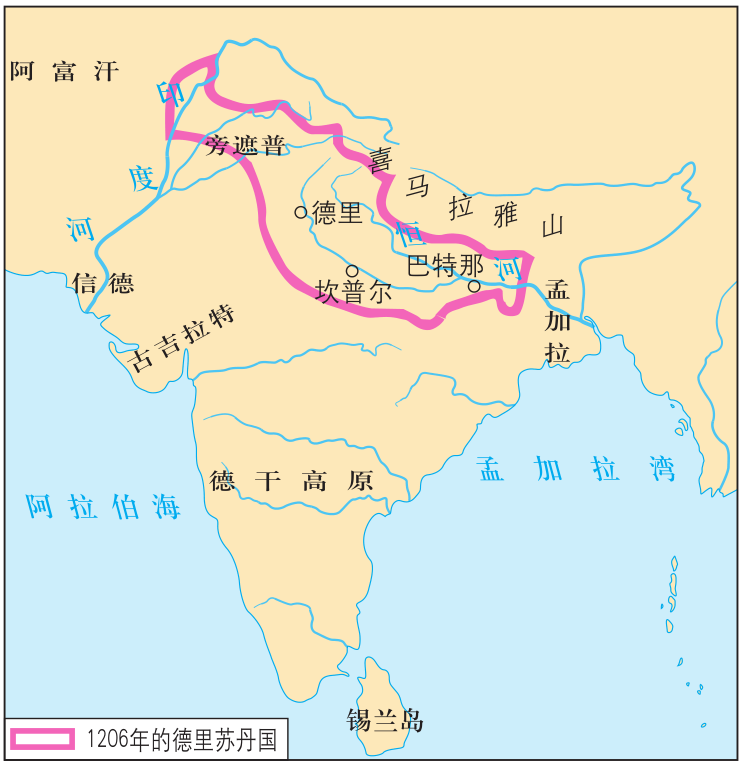 阿富汗
印度河
旁遮普
喜马拉雅山
德里
恒河
巴特那
坎普尔
信德
孟加拉
古吉拉特
德干高原
孟加拉湾
阿拉伯海
锡兰岛
1206年的德里苏丹国